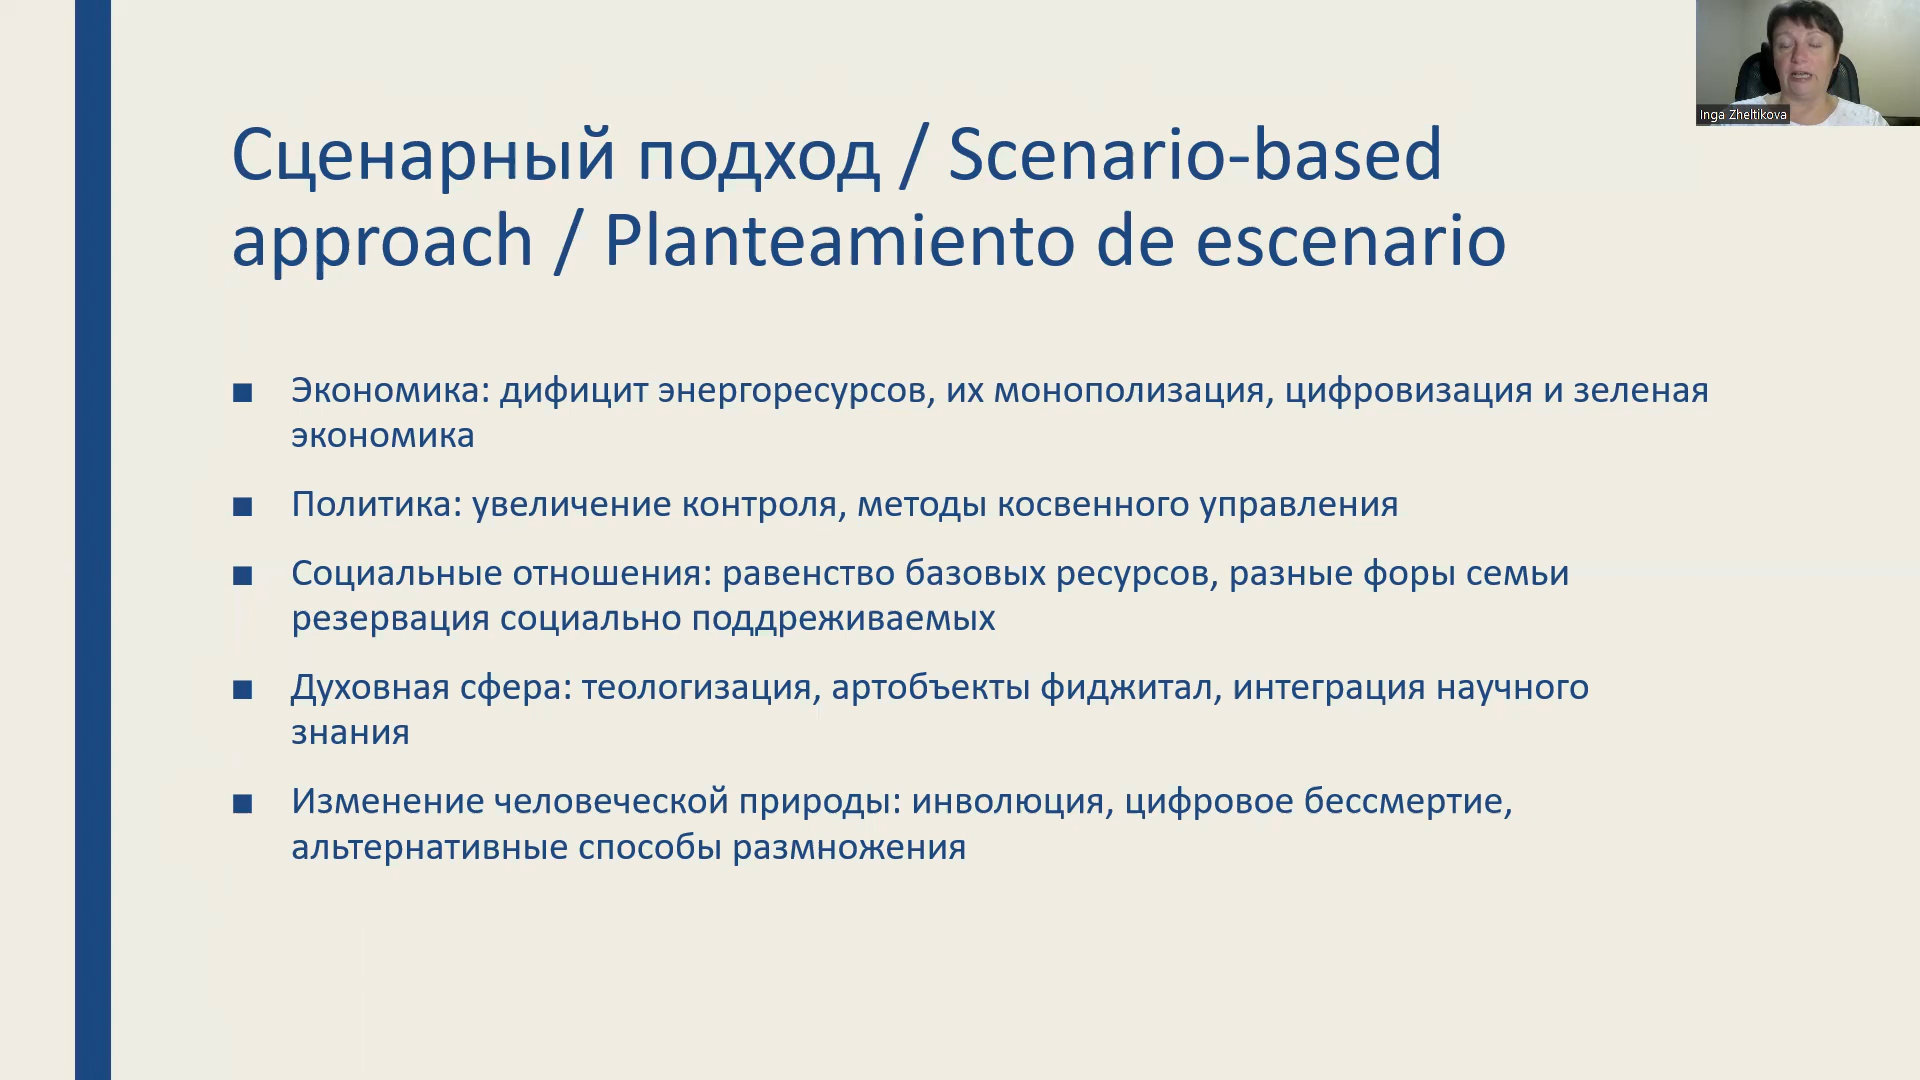 Inga Zheltikova
Сценарный подход / Scenario-based
approach / Planteamiento de escenario
■ Экономика: дифицит энергоресурсов, их монополизация, цифровизация и зеленая
экономика
■ Политика: увеличение контроля, методы косвенного управления
■ Социальные отношения: равенство базовых ресурсов, разные форы семьи
резервация социально поддреживаемых
■ Духовная сфера: теологизация, артобъекты фиджитал, интеграция научного
знания
■ Изменение человеческой природы: инволюция, цифровое бессмертие,
альтернативные способы размножения